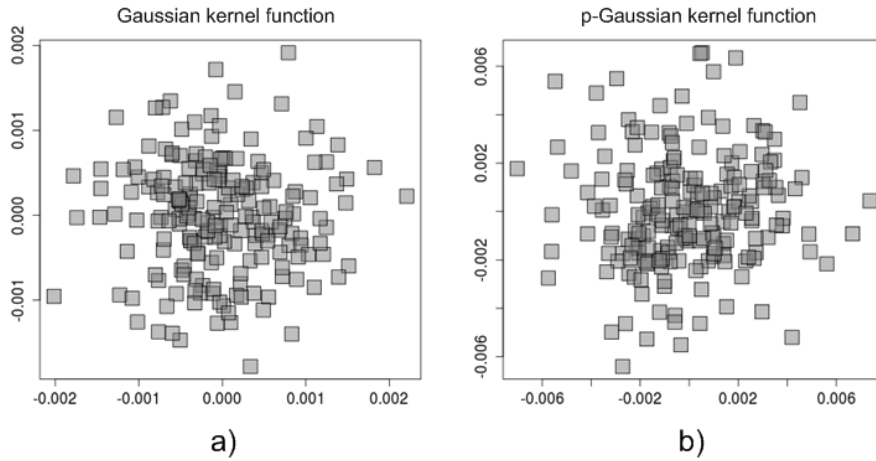 Gaussian kernel function
p-Gaussian kernel function
0.002
0.001
0.000
-0.001
-0.002 -0.001 0.000 0.001 0.002
0.006
0.002
-0.002
-0.006
-0.006 -0.002 0.002 0.006
a)
b)